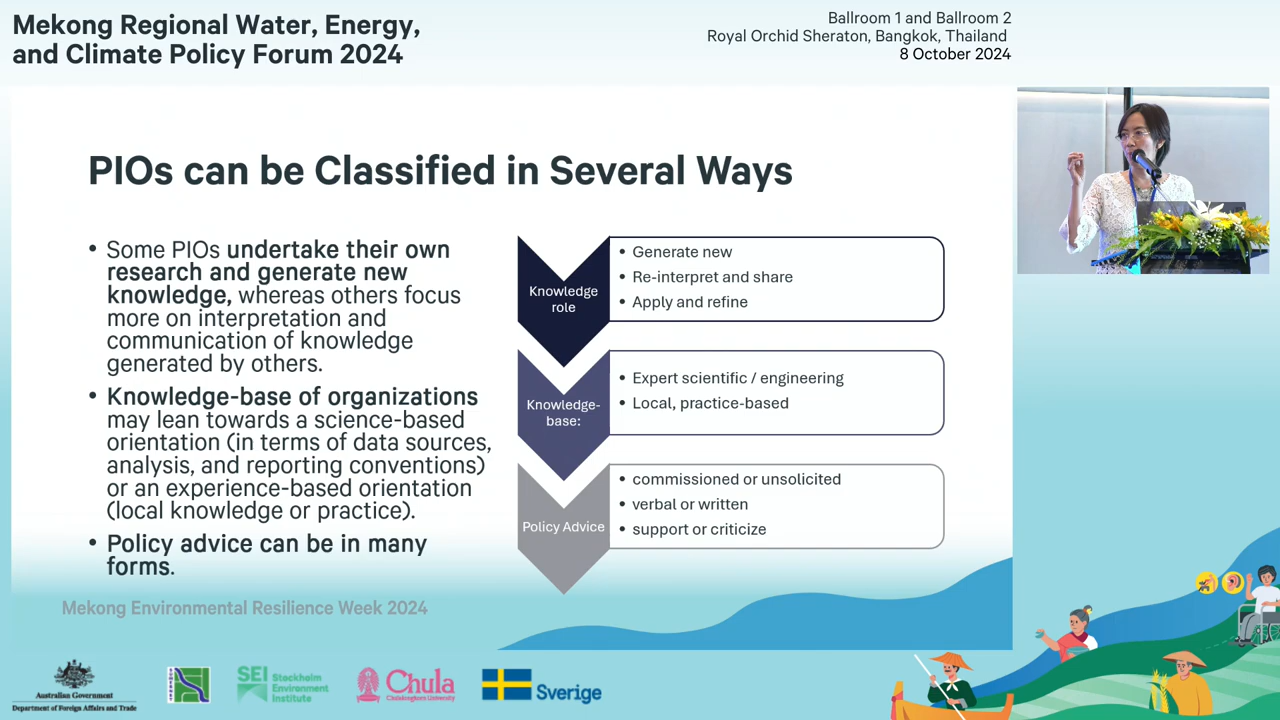 Mekong Regional Water, Energy,
and Climate Policy Forum 2024
Ballroom 1 and Ballroom 2
Royal Orchid Sheraton, Bangkok, Thailand
8 October 2024
PIOs can be Classified in Several Ways
• Some PIOs undertake their own
research and generate new
knowledge, whereas others focus
more on interpretation and
communication of knowledge
generated by others.
• Knowledge-base of organizations
may lean towards a science-based
orientation (in terms of data sources,
analysis, and reporting conventions)
or an experience-based orientation
(local knowledge or practice).
• Policy advice can be in many
forms.
Knowledge
role
• Generate new
• Re-interpret and share
• Apply and refine
Knowledge-
base:
• Expert scientific / engineering
• Local, practice-based
Policy Advice
• commissioned or unsolicited
• verbal or written
• support or criticize
Mekong Environmental Resilience Week 2024
Australian Government
Department of Foreign Affairs and Trade
SEI Stockholm
Environment
Institute
Chula
Chulalongkorn University
Sverige